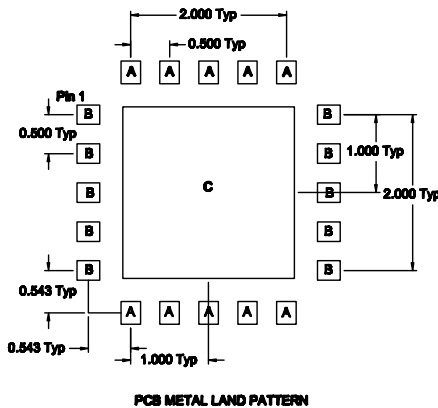 2.000 Typ
0.500 Typ
A A A A A
Pin 1
B B
0.500 Typ
B B
1.000 Typ
B C B
2.000 Typ
B B
B B
0.543 Typ
A A A A A
0.543 Typ
1.000 Typ
PCB METAL LAND PATTERN